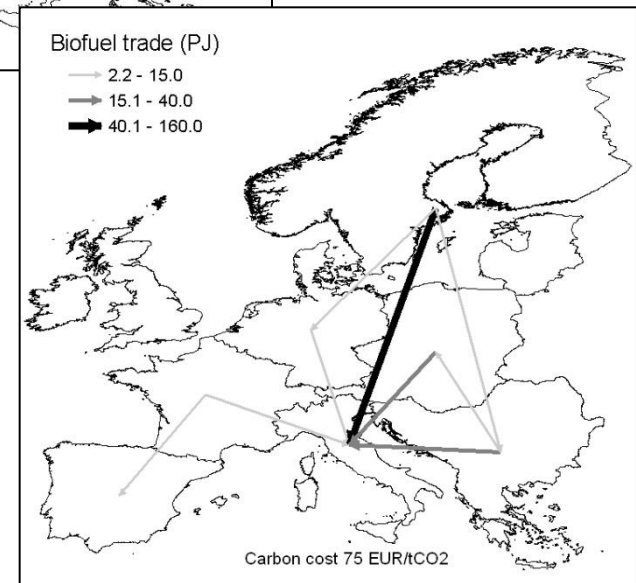 Biofuel trade (PJ)
2.2 - 15.0
15.1 - 40.0
40.1 - 160.0
Carbon cost 75 EUR/tCO2